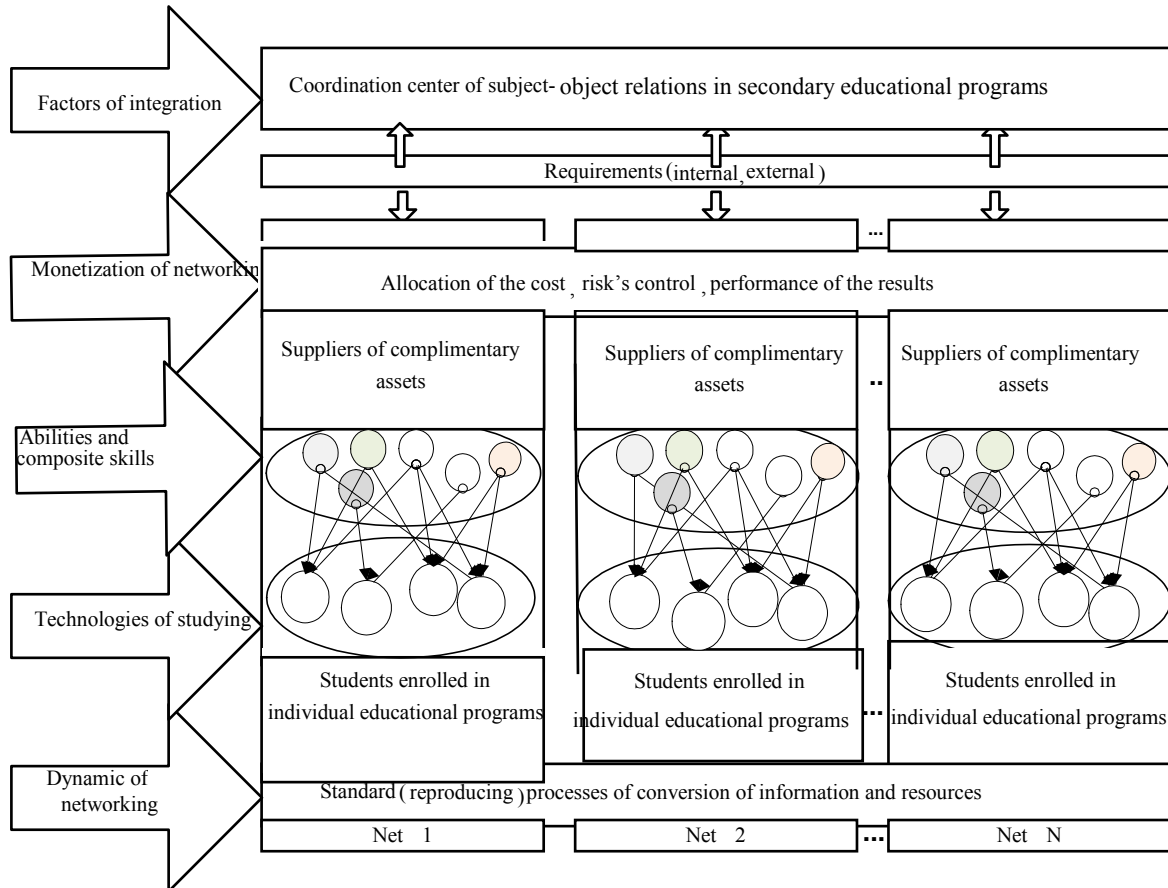 Factors of integration
Coordination center of subject- object relations in secondary educational programs
Requirements (internal, external )
...
Monetization of networkin
Allocation of the cost , risk's control , performance of the results
Suppliers of complimentary
assets
Suppliers of complimentary
assets
..
Suppliers of complimentary
assets
Abilities and
composite skills
Technologies of studying
Students enrolled in
individual educational programs
Students enrolled in
individual educational programs
...
Students enrolled in
individual educational programs
Dynamic of
networking
Standard ( reproducing ) processes of conversion of information and resources
Net 1
Net 2
...
Net N